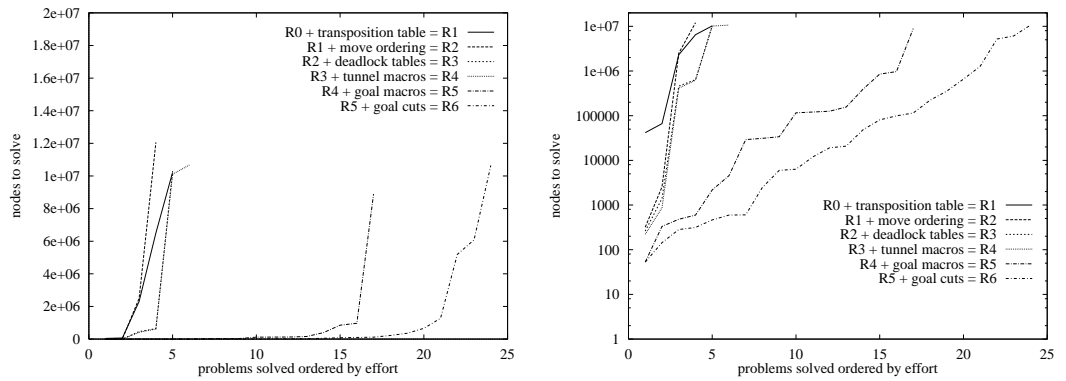 2e+07
1.8e+07
1.6e+07
1.4e+07
1.2e+07
1e+07
8e+06
6e+06
4e+06
2e+06
0
nodes to solve
R0 + transposition table = R1
R1 + move ordering = R2
R2 + deadlock tables = R3
R3 + tunnel macros = R4
R4 + goal macros = R5
R5 + goal cuts = R6
0 5 10 15 20 25
problems solved ordered by effort
1e+07
1e+06
100000
10000
1000
100
10
1
nodes to solve
R0 + transposition table = R1
R1 + move ordering = R2
R2 + deadlock tables = R3
R3 + tunnel macros = R4
R4 + goal macros = R5
R5 + goal cuts = R6
0 5 10 15 20 25
problems solved ordered by effort